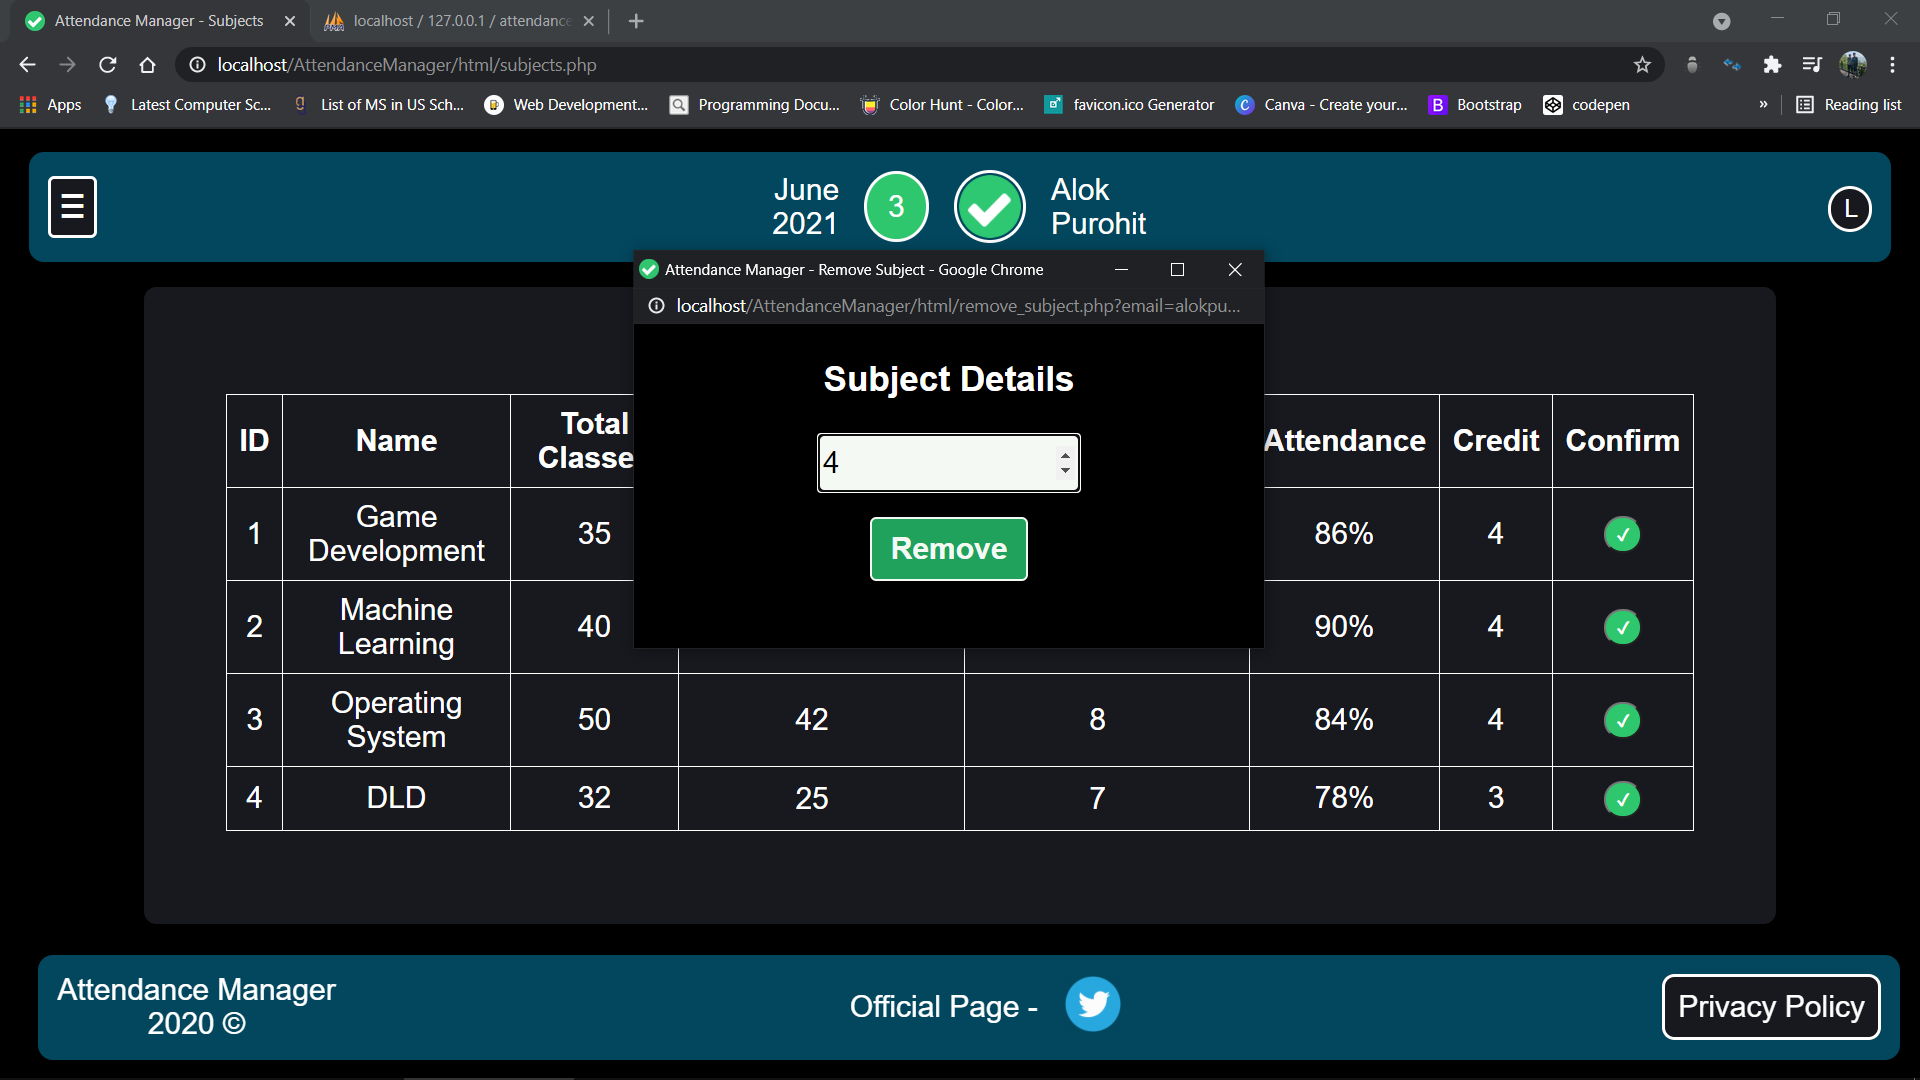 Attendance Manager - Subjects
localhost / 127.0.0.1 / attendance
localhost/AttendanceManager/html/subjects.php
Apps
Latest Computer Sc...
List of MS in US Sch...
Web Development...
Programming Docu...
Color Hunt - Color...
favicon.ico Generator
Canva - Create your...
Bootstrap
codepen
»
Reading list
☰
June
2021
3
Alok
Purohit
L
Attendance Manager - Remove Subject - Google Chrome
localhost/AttendanceManager/html/remove_subject.php?email=alokpu...
Subject Details
4
Remove
ID
Name
Total
Classe
Attendance
Credit
Confirm
1
Game
Development
35
86%
4
✓
2
Machine
Learning
40
90%
4
✓
3
Operating
System
50
42
8
84%
4
✓
4
DLD
32
25
7
78%
3
✓
Attendance Manager
2020 ©
Official Page -
Privacy Policy